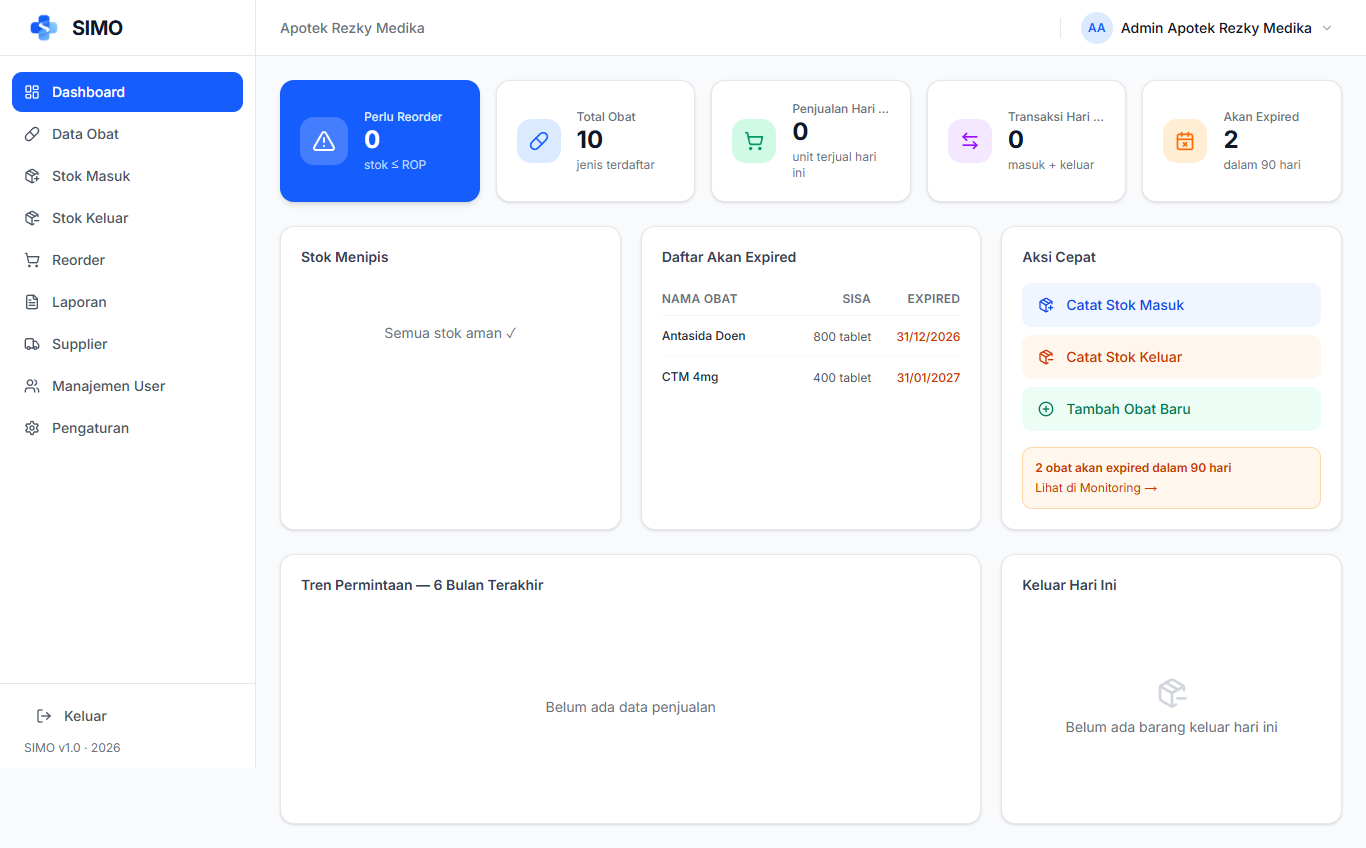 SIMO
Apotek Rezky Medika
AA
Admin Apotek Rezky Medika
Dashboard
Data Obat
Stok Masuk
Stok Keluar
Reorder
Laporan
Supplier
Manajemen User
Pengaturan
Keluar
SIMO v1.0 · 2026
Perlu Reorder
0
stok ≤ ROP
Total Obat
10
jenis terdaftar
Penjualan Hari ...
0
unit terjual hari
ini
Transaksi Hari ...
0
masuk + keluar
Akan Expired
2
dalam 90 hari
Stok Menipis
Semua stok aman ✓
Daftar Akan Expired
NAMA OBAT SISA EXPIRED
Antasida Doen 800 tablet 31/12/2026
CTM 4mg 400 tablet 31/01/2027
Aksi Cepat
Catat Stok Masuk
Catat Stok Keluar
Tambah Obat Baru
2 obat akan expired dalam 90 hari
Lihat di Monitoring →
Tren Permintaan — 6 Bulan Terakhir
Belum ada data penjualan
Keluar Hari Ini
Belum ada barang keluar hari ini